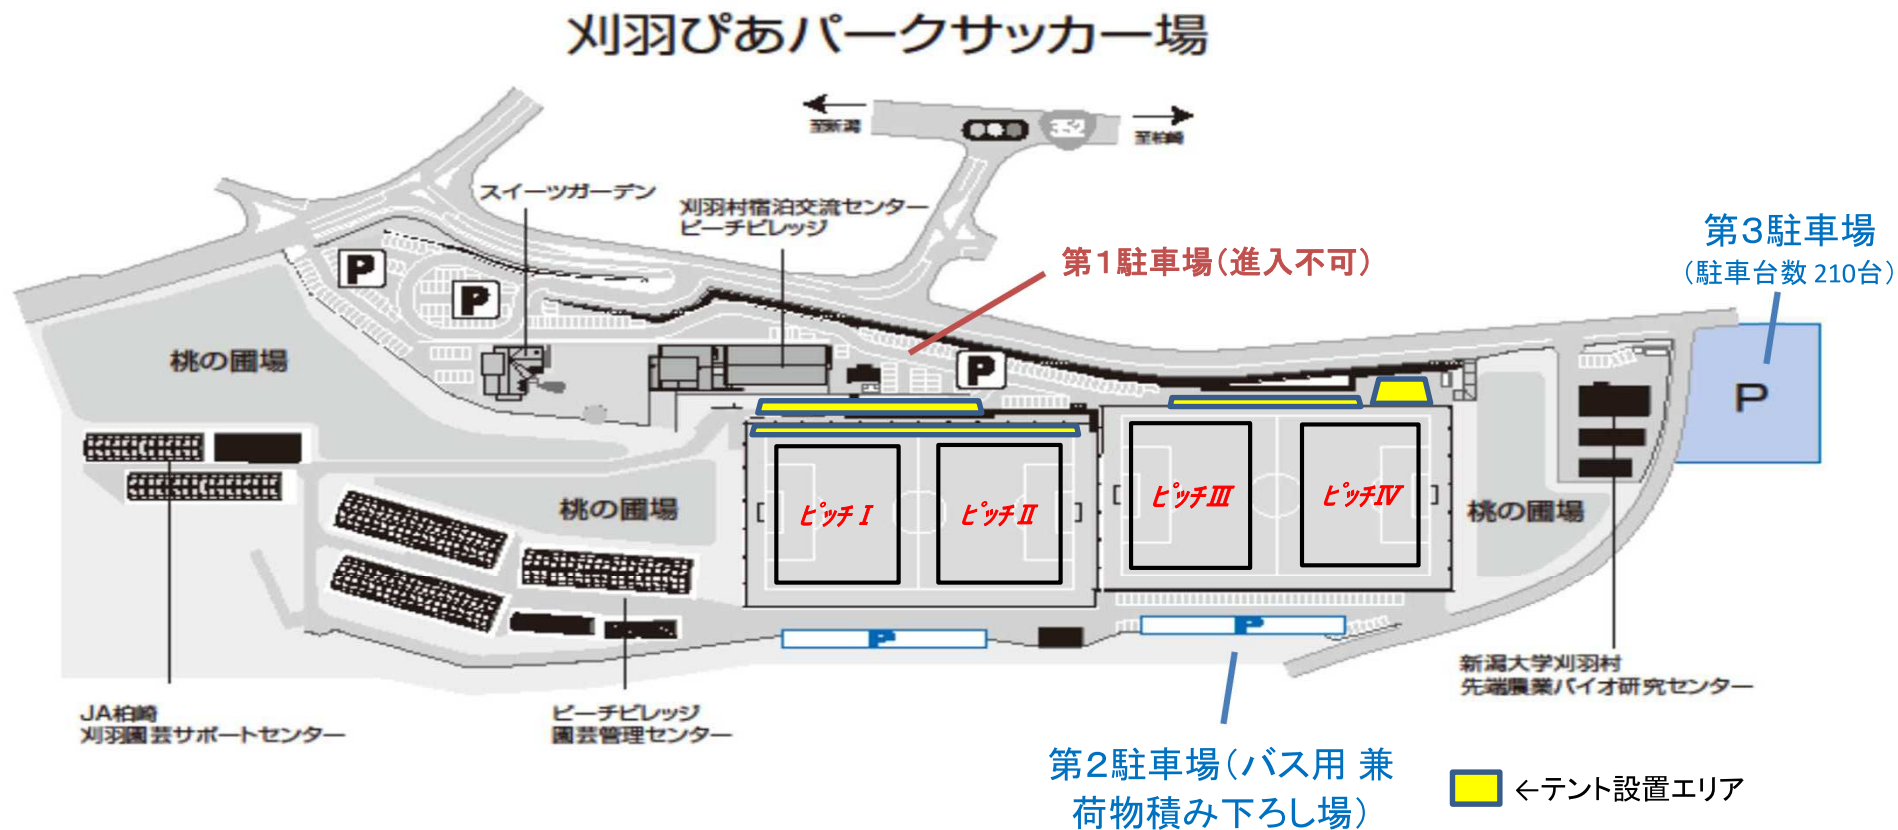 刈羽ぴあパークサッカー場
至新潟
352
至柏崎
スイーツガーデン
刈羽村宿泊交流センター
ピーチビレッジ
第1駐車場(進入不可)
第3駐車場
(駐車台数 210台)
P
P
P
P
桃の圃場
桃の圃場
桃の圃場
ピッチⅠ
ピッチⅡ
ピッチⅢ
ピッチⅣ
P
P
JA柏崎
刈羽園芸サポートセンター
ピーチビレッジ
園芸管理センター
新潟大学刈羽村
先端農業バイオ研究センター
第2駐車場(バス用 兼
荷物積み下ろし場)
←テント設置エリア